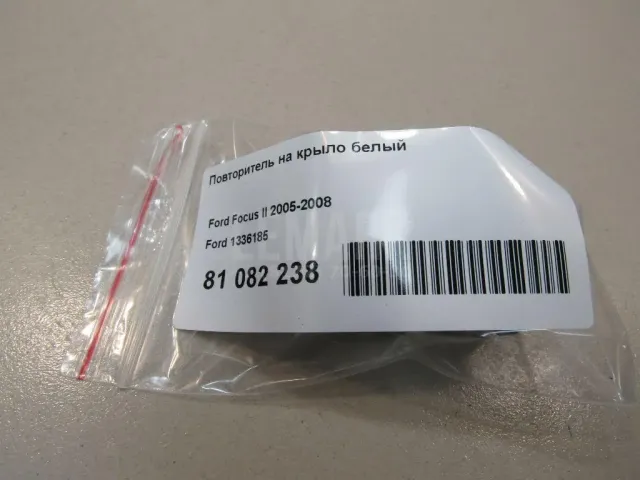 Повторитель на крыло белый
Ford Focus II 2005-2008
Ford 1336185
81 082 238